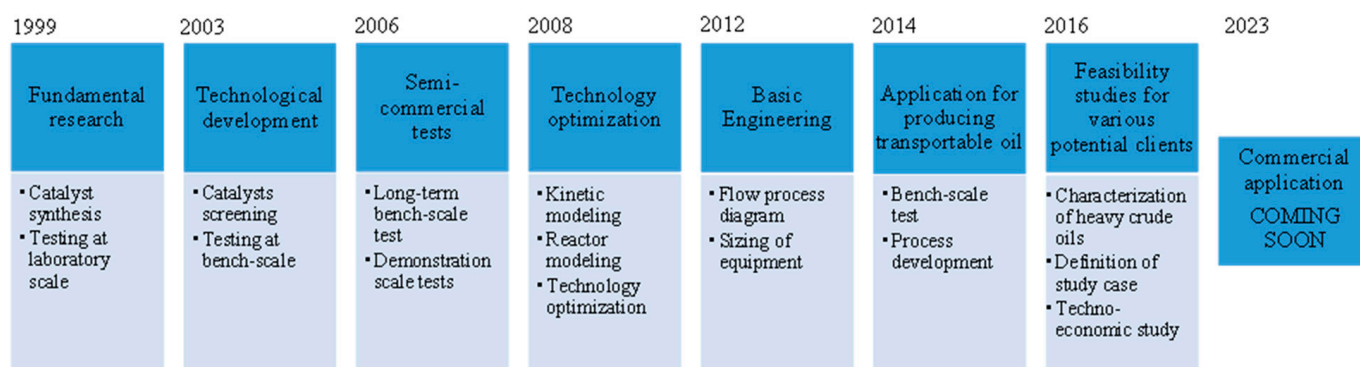 1999
Fundamental
research
▪ Catalyst
synthesis
▪ Testing at
laboratory
scale
2003
Technological
development
▪ Catalysts
screening
▪ Testing at
bench-scale
2006
Semi-
commercial
tests
▪ Long-term
bench-scale
test
▪ Demonstration
scale tests
2008
Technology
optimization
▪ Kinetic
modeling
▪ Reactor
modeling
▪ Technology
optimization
2012
Basic
Engineering
▪ Flow process
diagram
▪ Sizing of
equipment
2014
Application for
producing
transportable oil
▪ Bench-scale
test
▪ Process
development
2016
Feasibility
studies for
various
potential clients
▪ Characterization
of heavy crude
oils
▪ Definition of
study case
▪ Techno-
economic study
2023
Commercial
application
COMING
SOON